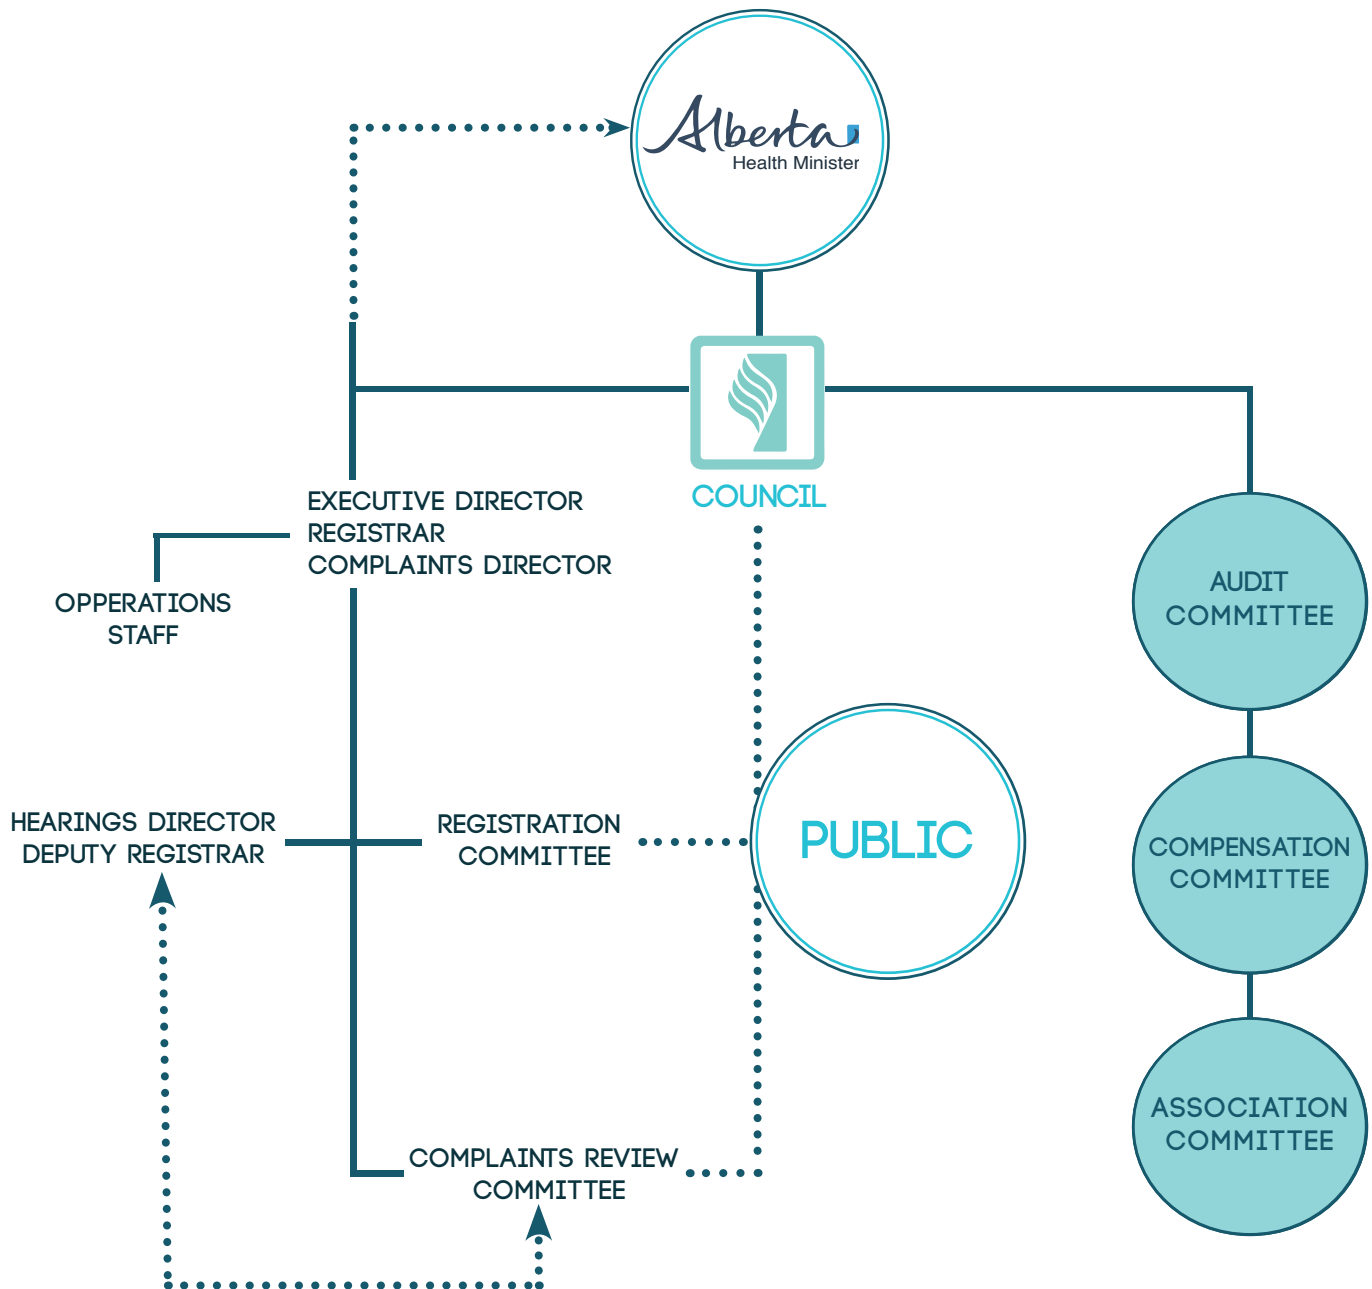 Alberta
Health Minister
COUNCIL
EXECUTIVE DIRECTOR
REGISTRAR
COMPLAINTS DIRECTOR
OPPERATIONS
STAFF
AUDIT
COMMITTEE
HEARINGS DIRECTOR
DEPUTY REGISTRAR
REGISTRATION
COMMITTEE
PUBLIC
COMPENSATION
COMMITTEE
COMPLAINTS REVIEW
COMMITTEE
ASSOCIATION
COMMITTEE